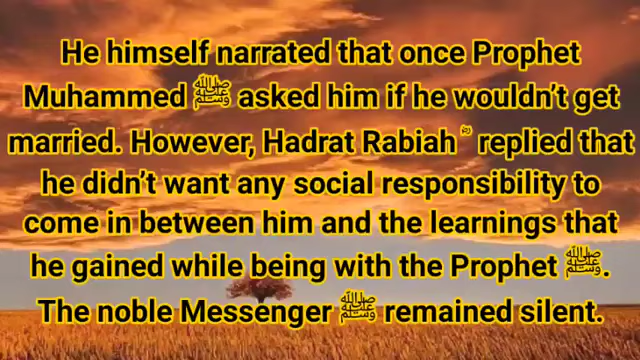 He himself narrated that once Prophet
Muhammed ﷺ asked him if he wouldn't get
married. However, Hadrat Rabiah ؓ replied that
he didn't want any social responsibility to
come in between him and the learnings that
he gained while being with the Prophet ﷺ.
The noble Messenger ﷺ remained silent.